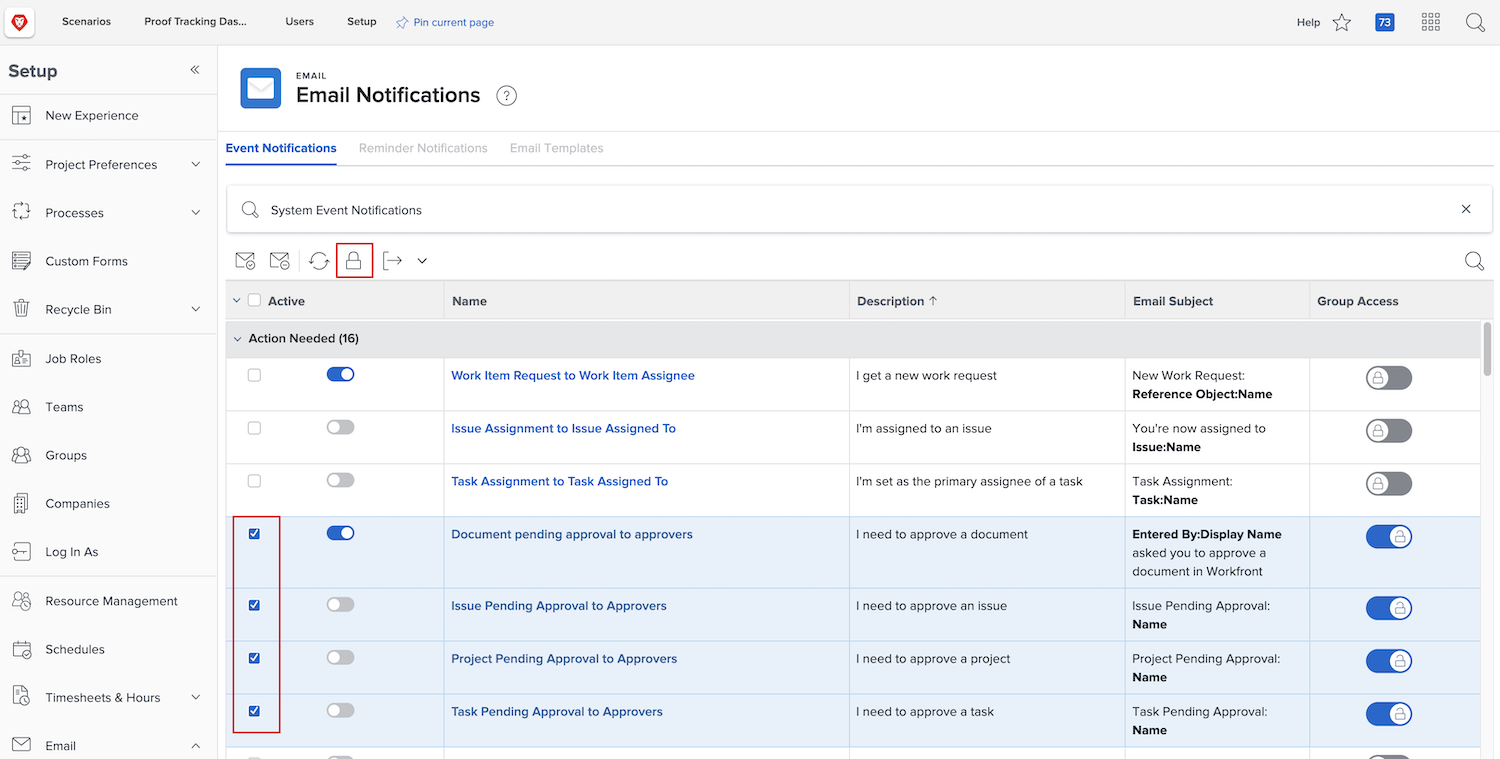 Scenarios
Proof Tracking Das...
Users
Setup
Pin current page
Help
73
Setup
New Experience
Project Preferences
Processes
Custom Forms
Recycle Bin
Job Roles
Teams
Groups
Companies
Log In As
Resource Management
Schedules
Timesheets & Hours
Email
EMAIL
Email Notifications
?
Event Notifications
Reminder Notifications
Email Templates
System Event Notifications
Active
Name
Description
Email Subject
Group Access
Action Needed (16)
Work Item Request to Work Item Assignee
I get a new work request
New Work Request:
Reference Object:Name
Issue Assignment to Issue Assigned To
I'm assigned to an issue
You're now assigned to
Issue:Name
Task Assignment to Task Assigned To
I'm set as the primary assignee of a task
Task Assignment:
Task:Name
Document pending approval to approvers
I need to approve a document
Entered By:Display Name
asked you to approve a
document in Workfront
Issue Pending Approval to Approvers
I need to approve an issue
Issue Pending Approval:
Name
Project Pending Approval to Approvers
I need to approve a project
Project Pending Approval:
Name
Task Pending Approval to Approvers
I need to approve a task
Task Pending Approval:
Name